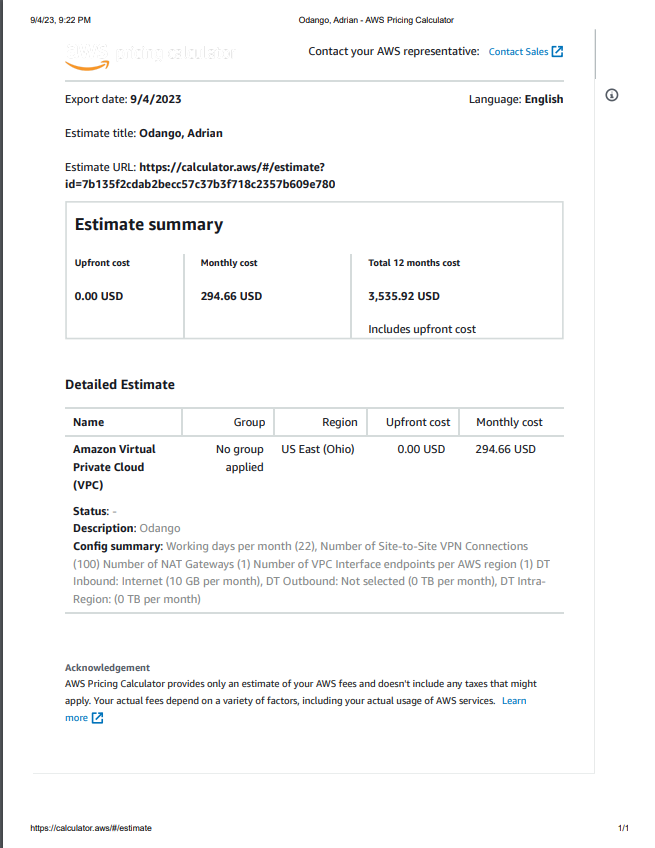 9/4/23, 9:22 PM Odango, Adrian - AWS Pricing Calculator
aws pricing calculator Contact your AWS representative: Contact Sales
Export date: 9/4/2023 Language: English
Estimate title: Odango, Adrian
Estimate URL: https://calculator.aws/#/estimate?
id=7b135f2cdab2becc57c37b3f718c2357b609e780
Estimate summary
Upfront cost Monthly cost Total 12 months cost
0.00 USD 294.66 USD 3,535.92 USD
Includes upfront cost
Detailed Estimate
Name Group Region Upfront cost Monthly cost
Amazon Virtual No group US East (Ohio) 0.00 USD 294.66 USD
Private Cloud applied
(VPC)
Status: -
Description: Odango
Config summary: Working days per month (22), Number of Site-to-Site VPN Connections
(100) Number of NAT Gateways (1) Number of VPC Interface endpoints per AWS region (1) DT
Inbound: Internet (10 GB per month), DT Outbound: Not selected (0 TB per month), DT Intra-
Region: (0 TB per month)
Acknowledgement
AWS Pricing Calculator provides only an estimate of your AWS fees and doesn't include any taxes that might
apply. Your actual fees depend on a variety of factors, including your actual usage of AWS services. Learn
more
https://calculator.aws/#/estimate 1/1